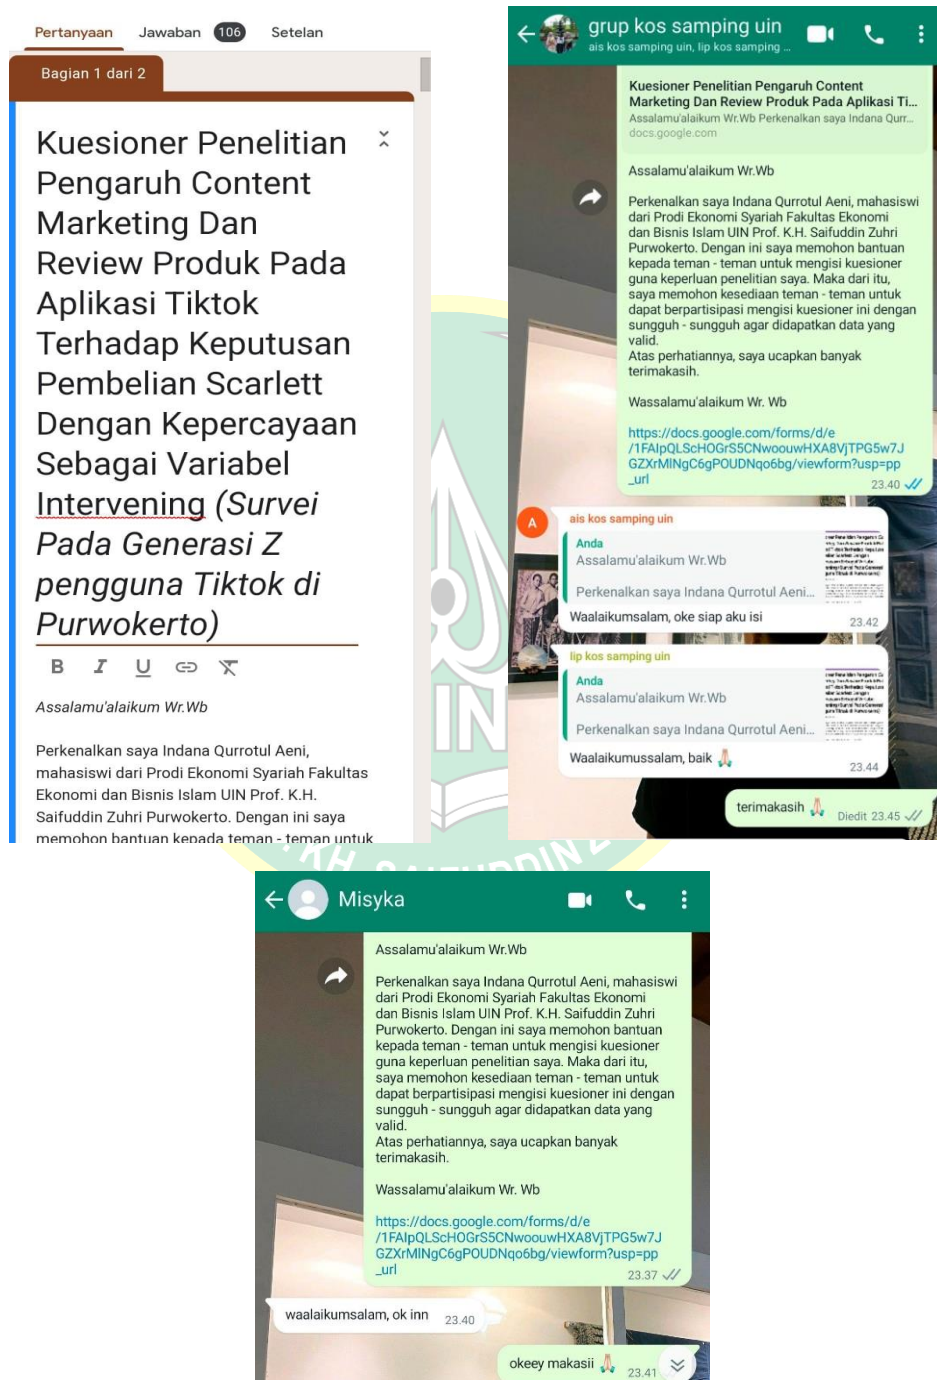 Pertanyaan Jawaban 106 Setelan
Bagian 1 dari 2
Kuesioner Penelitian
Pengaruh Content
Marketing Dan
Review Produk Pada
Aplikasi Tiktok
Terhadap Keputusan
Pembelian Scarlett
Dengan Kepercayaan
Sebagai Variabel
Intervening (Survei
Pada Generasi Z
pengguna Tiktok di
Purwokerto)
B I U
Assalamu'alaikum Wr.Wb
Perkenalkan saya Indana Qurrotul Aeni,
mahasiswi dari Prodi Ekonomi Syariah Fakultas
Ekonomi dan Bisnis Islam UIN Prof. K.H.
Saifuddin Zuhri Purwokerto. Dengan ini saya
memohon bantuan kepada teman - teman untuk
grup kos samping uin
ais kos samping uin, lip kos samping ...
Kuesioner Penelitian Pengaruh Content
Marketing Dan Review Produk Pada Aplikasi Ti...
Assalamu'alaikum Wr.Wb Perkenalkan saya Indana Qurr...
docs.google.com
Assalamu'alaikum Wr.Wb
Perkenalkan saya Indana Qurrotul Aeni, mahasiswi
dari Prodi Ekonomi Syariah Fakultas Ekonomi
dan Bisnis Islam UIN Prof. K.H. Saifuddin Zuhri
Purwokerto. Dengan ini saya memohon bantuan
kepada teman - teman untuk mengisi kuesioner
guna keperluan penelitian saya. Maka dari itu,
saya memohon kesediaan teman - teman untuk
dapat berpartisipasi mengisi kuesioner ini dengan
sungguh - sungguh agar didapatkan data yang
valid.
Atas perhatiannya, saya ucapkan banyak
terimakasih.
Wassalamu'alaikum Wr. Wb
https://docs.google.com/forms/d/e
/1FAIpQLScHOGrS5CNwoouwHXA8VjTPG5w7J
GZXrMlNgC6gPOUDNqo6bg/viewform?usp=pp
_url
23.40
A
ais kos samping uin
Anda
Assalamu'alaikum Wr.Wb
Perkenalkan saya Indana Qurrotul Aeni...
Waalaikumsalam, oke siap aku isi
23.42
lip kos samping uin
Anda
Assalamu'alaikum Wr.Wb
Perkenalkan saya Indana Qurrotul Aeni...
Waalaikumussalam, baik 🙏🏻
23.44
terimakasih 🙏🏻
Diedit 23.45
Misyka
Assalamu'alaikum Wr.Wb
Perkenalkan saya Indana Qurrotul Aeni, mahasiswi
dari Prodi Ekonomi Syariah Fakultas Ekonomi
dan Bisnis Islam UIN Prof. K.H. Saifuddin Zuhri
Purwokerto. Dengan ini saya memohon bantuan
kepada teman - teman untuk mengisi kuesioner
guna keperluan penelitian saya. Maka dari itu,
saya memohon kesediaan teman - teman untuk
dapat berpartisipasi mengisi kuesioner ini dengan
sungguh - sungguh agar didapatkan data yang
valid.
Atas perhatiannya, saya ucapkan banyak
terimakasih.
Wassalamu'alaikum Wr. Wb
https://docs.google.com/forms/d/e
/1FAIpQLScHOGrS5CNwoouwHXA8VjTPG5w7J
GZXrMlNgC6gPOUDNqo6bg/viewform?usp=pp
_url
23.37
waalaikumsalam, ok inn
23.40
okeey makasii 🙏🏻
23.41